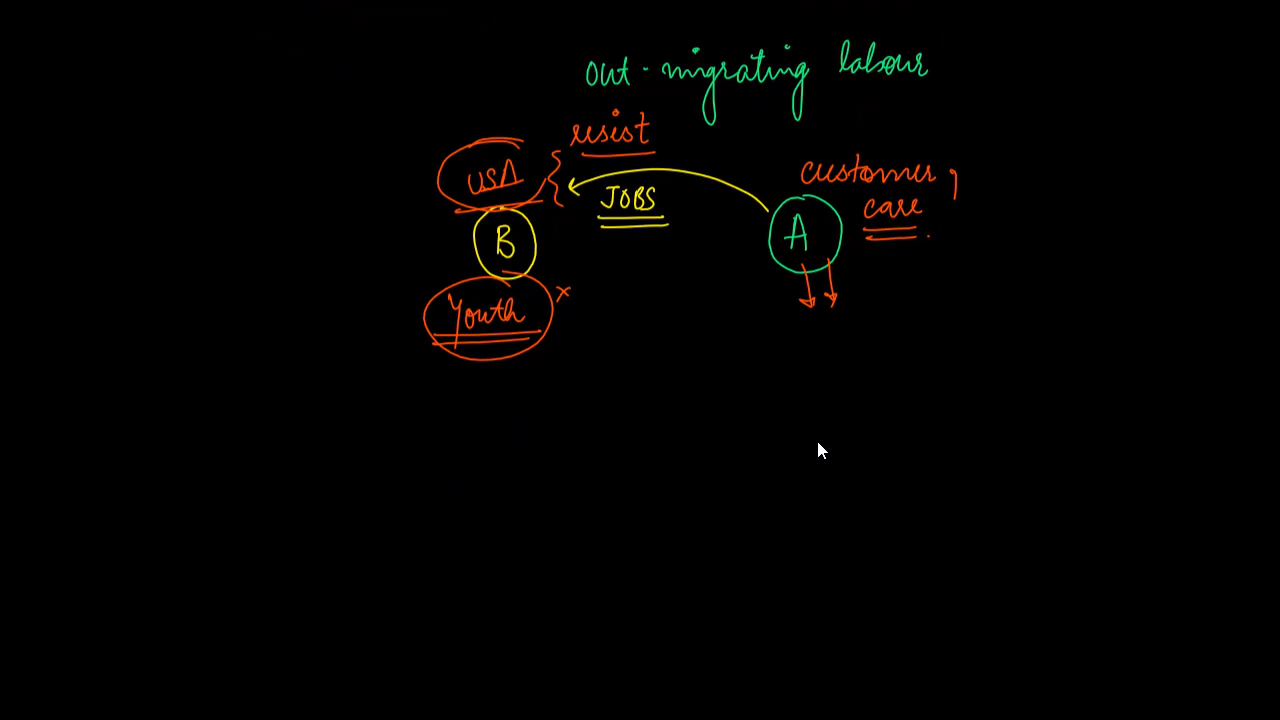 out-migrating labour
resist
USA
JOBS
customer,
care.
B
A
Youth x